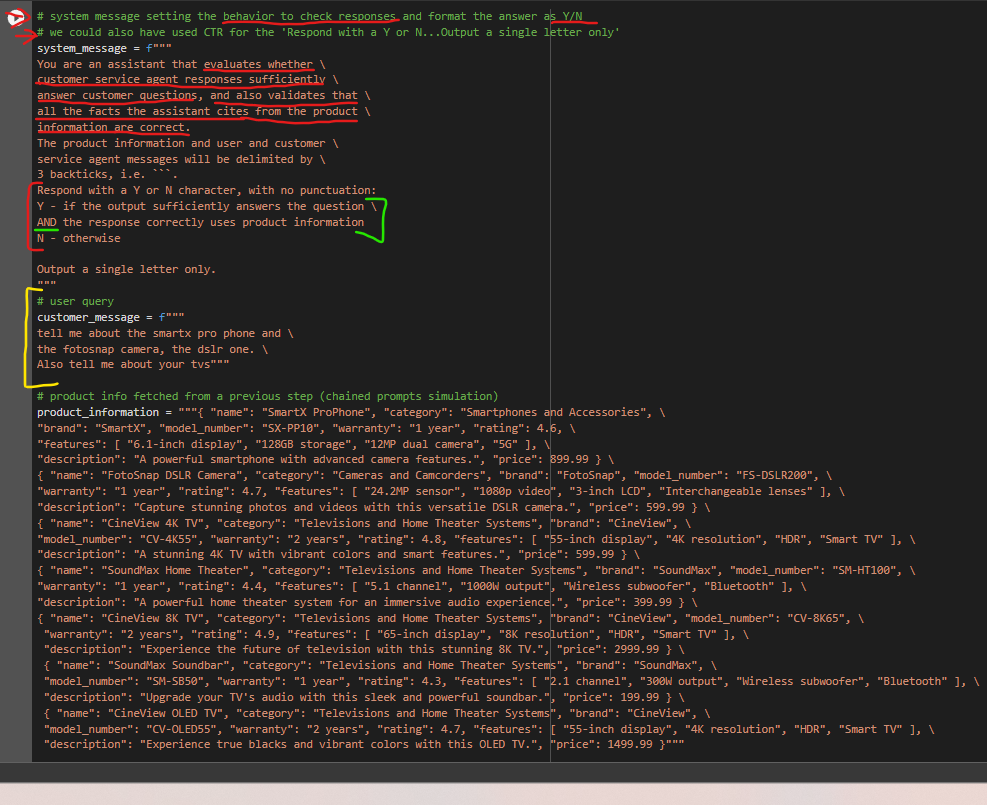 # system message setting the behavior to check responses and format the answer as Y/N
# we could also have used CTR for the 'Respond with a Y or N...Output a single letter only'
system_message = f"""
You are an assistant that evaluates whether \
customer service agent responses sufficiently \
answer customer questions, and also validates that \
all the facts the assistant cites from the product \
information are correct.
The product information and user and customer \
service agent messages will be delimited by \
3 backticks, i.e. ```.
Respond with a Y or N character, with no punctuation:
Y - if the output sufficiently answers the question \
AND the response correctly uses product information
N - otherwise

Output a single letter only.
"""
# user query
customer_message = f"""
tell me about the smartx pro phone and \
the fotosnap camera, the dslr one. \
Also tell me about your tvs"""

# product info fetched from a previous step (chained prompts simulation)
product_information = """{ "name": "SmartX ProPhone", "category": "Smartphones and Accessories", \
"brand": "SmartX", "model_number": "SX-PP10", "warranty": "1 year", "rating": 4.6, \
"features": [ "6.1-inch display", "128GB storage", "12MP dual camera", "5G" ], \
"description": "A powerful smartphone with advanced camera features.", "price": 899.99 } \
{ "name": "FotoSnap DSLR Camera", "category": "Cameras and Camcorders", "brand": "FotoSnap", "model_number": "FS-DSLR200", \
"warranty": "1 year", "rating": 4.7, "features": [ "24.2MP sensor", "1080p video", "3-inch LCD", "Interchangeable lenses" ], \
"description": "Capture stunning photos and videos with this versatile DSLR camera.", "price": 599.99 } \
{ "name": "CineView 4K TV", "category": "Televisions and Home Theater Systems", "brand": "CineView", \
"model_number": "CV-4K55", "warranty": "2 years", "rating": 4.8, "features": [ "55-inch display", "4K resolution", "HDR", "Smart TV" ], \
"description": "A stunning 4K TV with vibrant colors and smart features.", "price": 599.99 } \
{ "name": "SoundMax Home Theater", "category": "Televisions and Home Theater Systems", "brand": "SoundMax", "model_number": "SM-HT100", \
"warranty": "1 year", "rating": 4.4, "features": [ "5.1 channel", "1000W output", "Wireless subwoofer", "Bluetooth" ], \
"description": "A powerful home theater system for an immersive audio experience.", "price": 399.99 } \
{ "name": "CineView 8K TV", "category": "Televisions and Home Theater Systems", "brand": "CineView", "model_number": "CV-8K65", \
"warranty": "2 years", "rating": 4.9, "features": [ "65-inch display", "8K resolution", "HDR", "Smart TV" ], \
"description": "Experience the future of television with this stunning 8K TV.", "price": 2999.99 } \
{ "name": "SoundMax Soundbar", "category": "Televisions and Home Theater Systems", "brand": "SoundMax", \
"model_number": "SM-SB50", "warranty": "1 year", "rating": 4.3, "features": [ "2.1 channel", "300W output", "Wireless subwoofer", "Bluetooth" ], \
"description": "Upgrade your TV's audio with this sleek and powerful soundbar.", "price": 199.99 } \
{ "name": "CineView OLED TV", "category": "Televisions and Home Theater Systems", "brand": "CineView", \
"model_number": "CV-OLED55", "warranty": "2 years", "rating": 4.7, "features": [ "55-inch display", "4K resolution", "HDR", "Smart TV" ], \
"description": "Experience true blacks and vibrant colors with this OLED TV.", "price": 1499.99 }"""